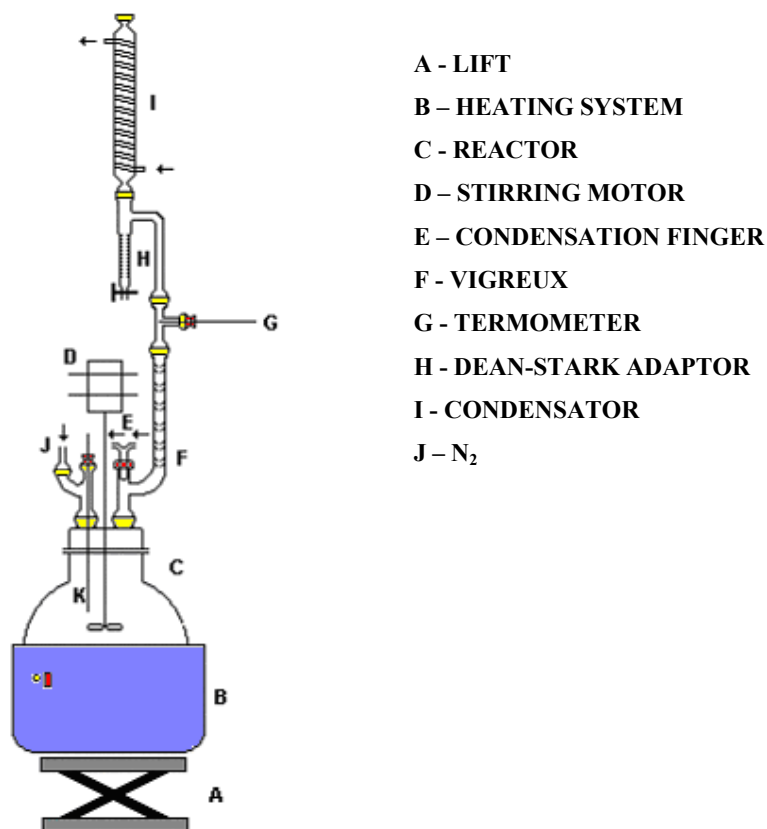 I
H
G
D
E
J
F
C
K
B
A
A - LIFT
B – HEATING SYSTEM
C - REACTOR
D – STIRRING MOTOR
E – CONDENSATION FINGER
F - VIGREUX
G - TERMOMETER
H - DEAN-STARK ADAPTOR
I - CONDENSATOR
J – N₂